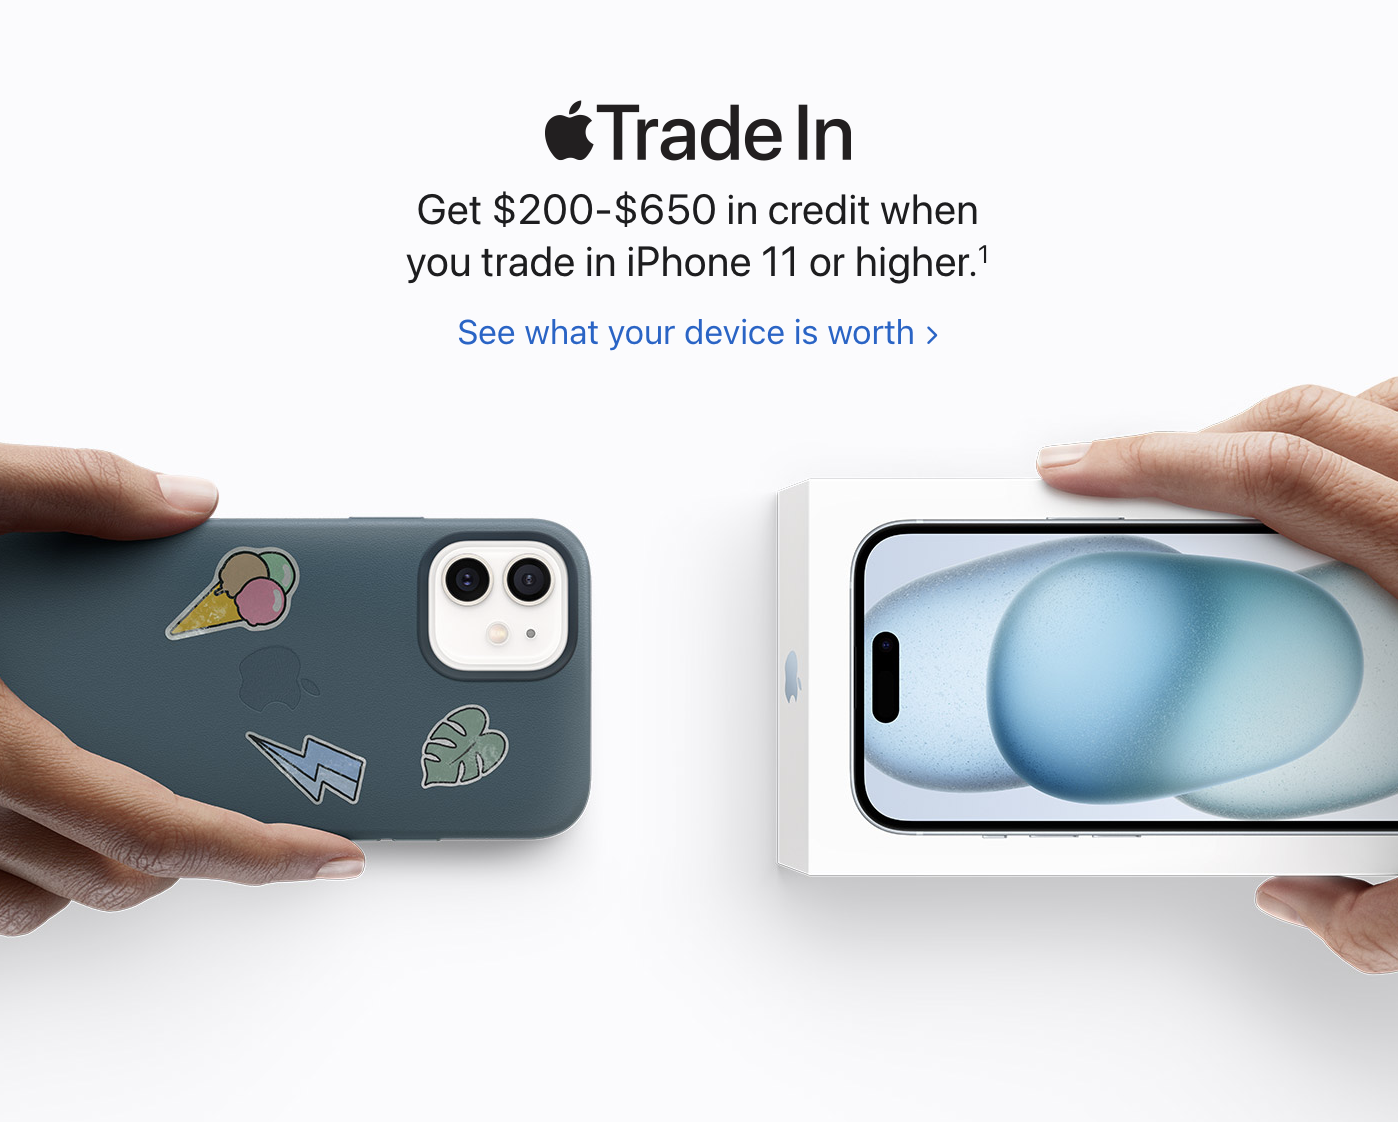 Trade In
Get $200-$650 in credit when
you trade in iPhone 11 or higher.¹
See what your device is worth >